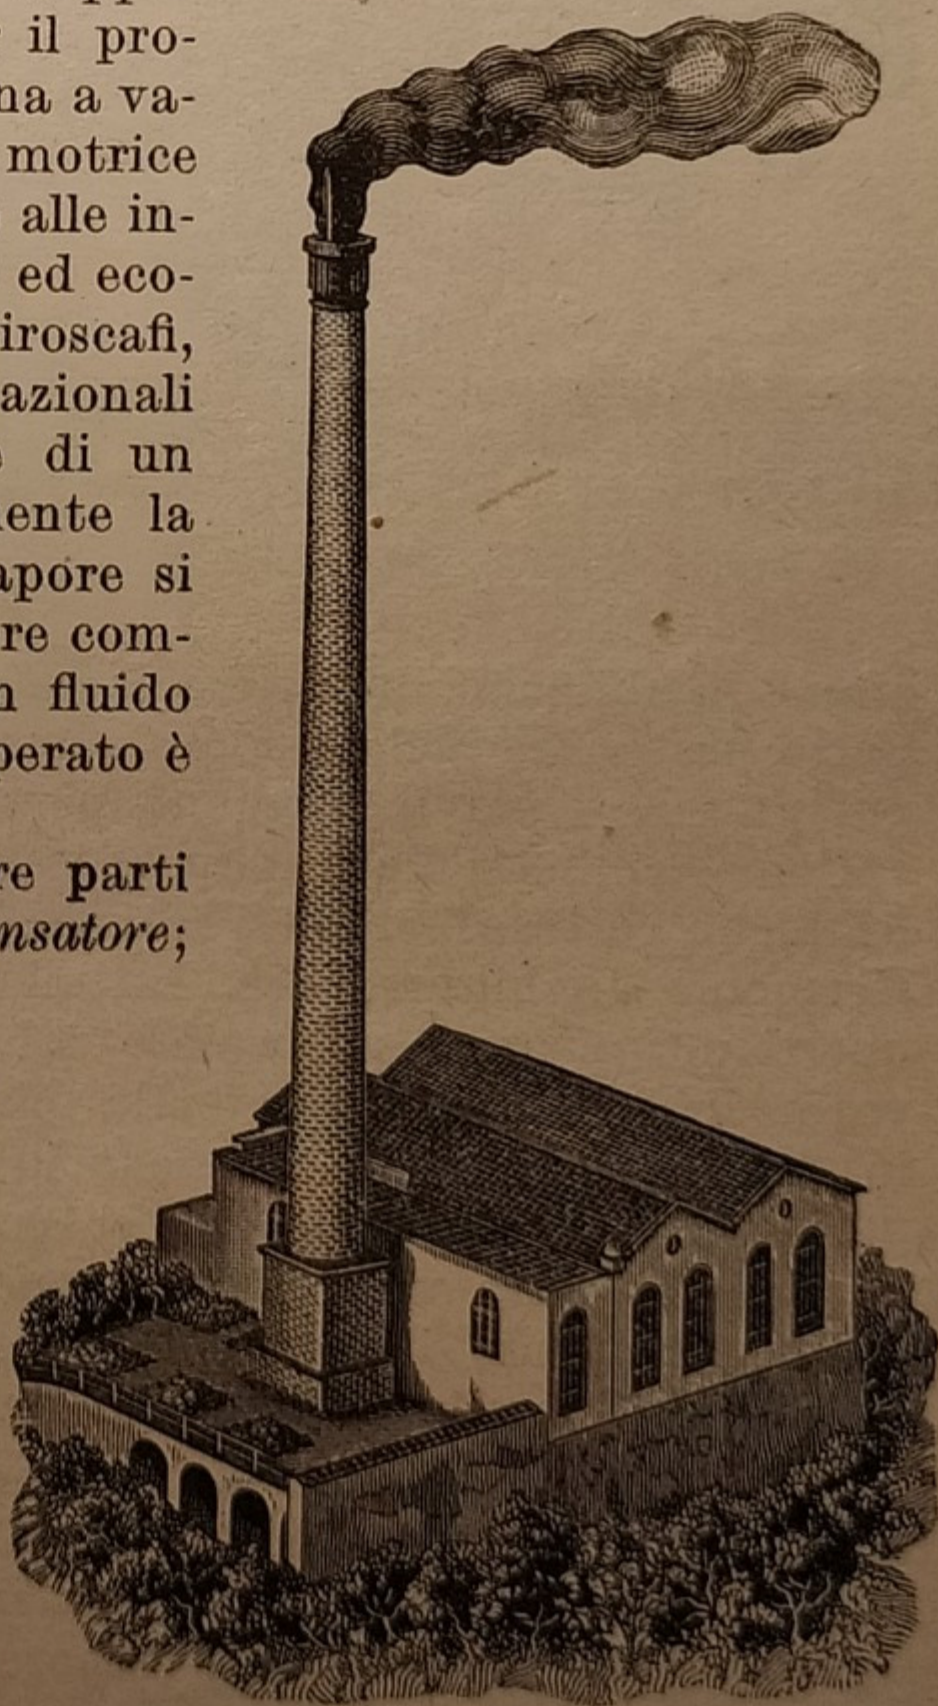 il pro-
a va-
motrice
alle in-
ed eco-
iroscafi,
azionali
di un
ente la
apore si
re com-
fluido
perato è
re parti
nsatore;